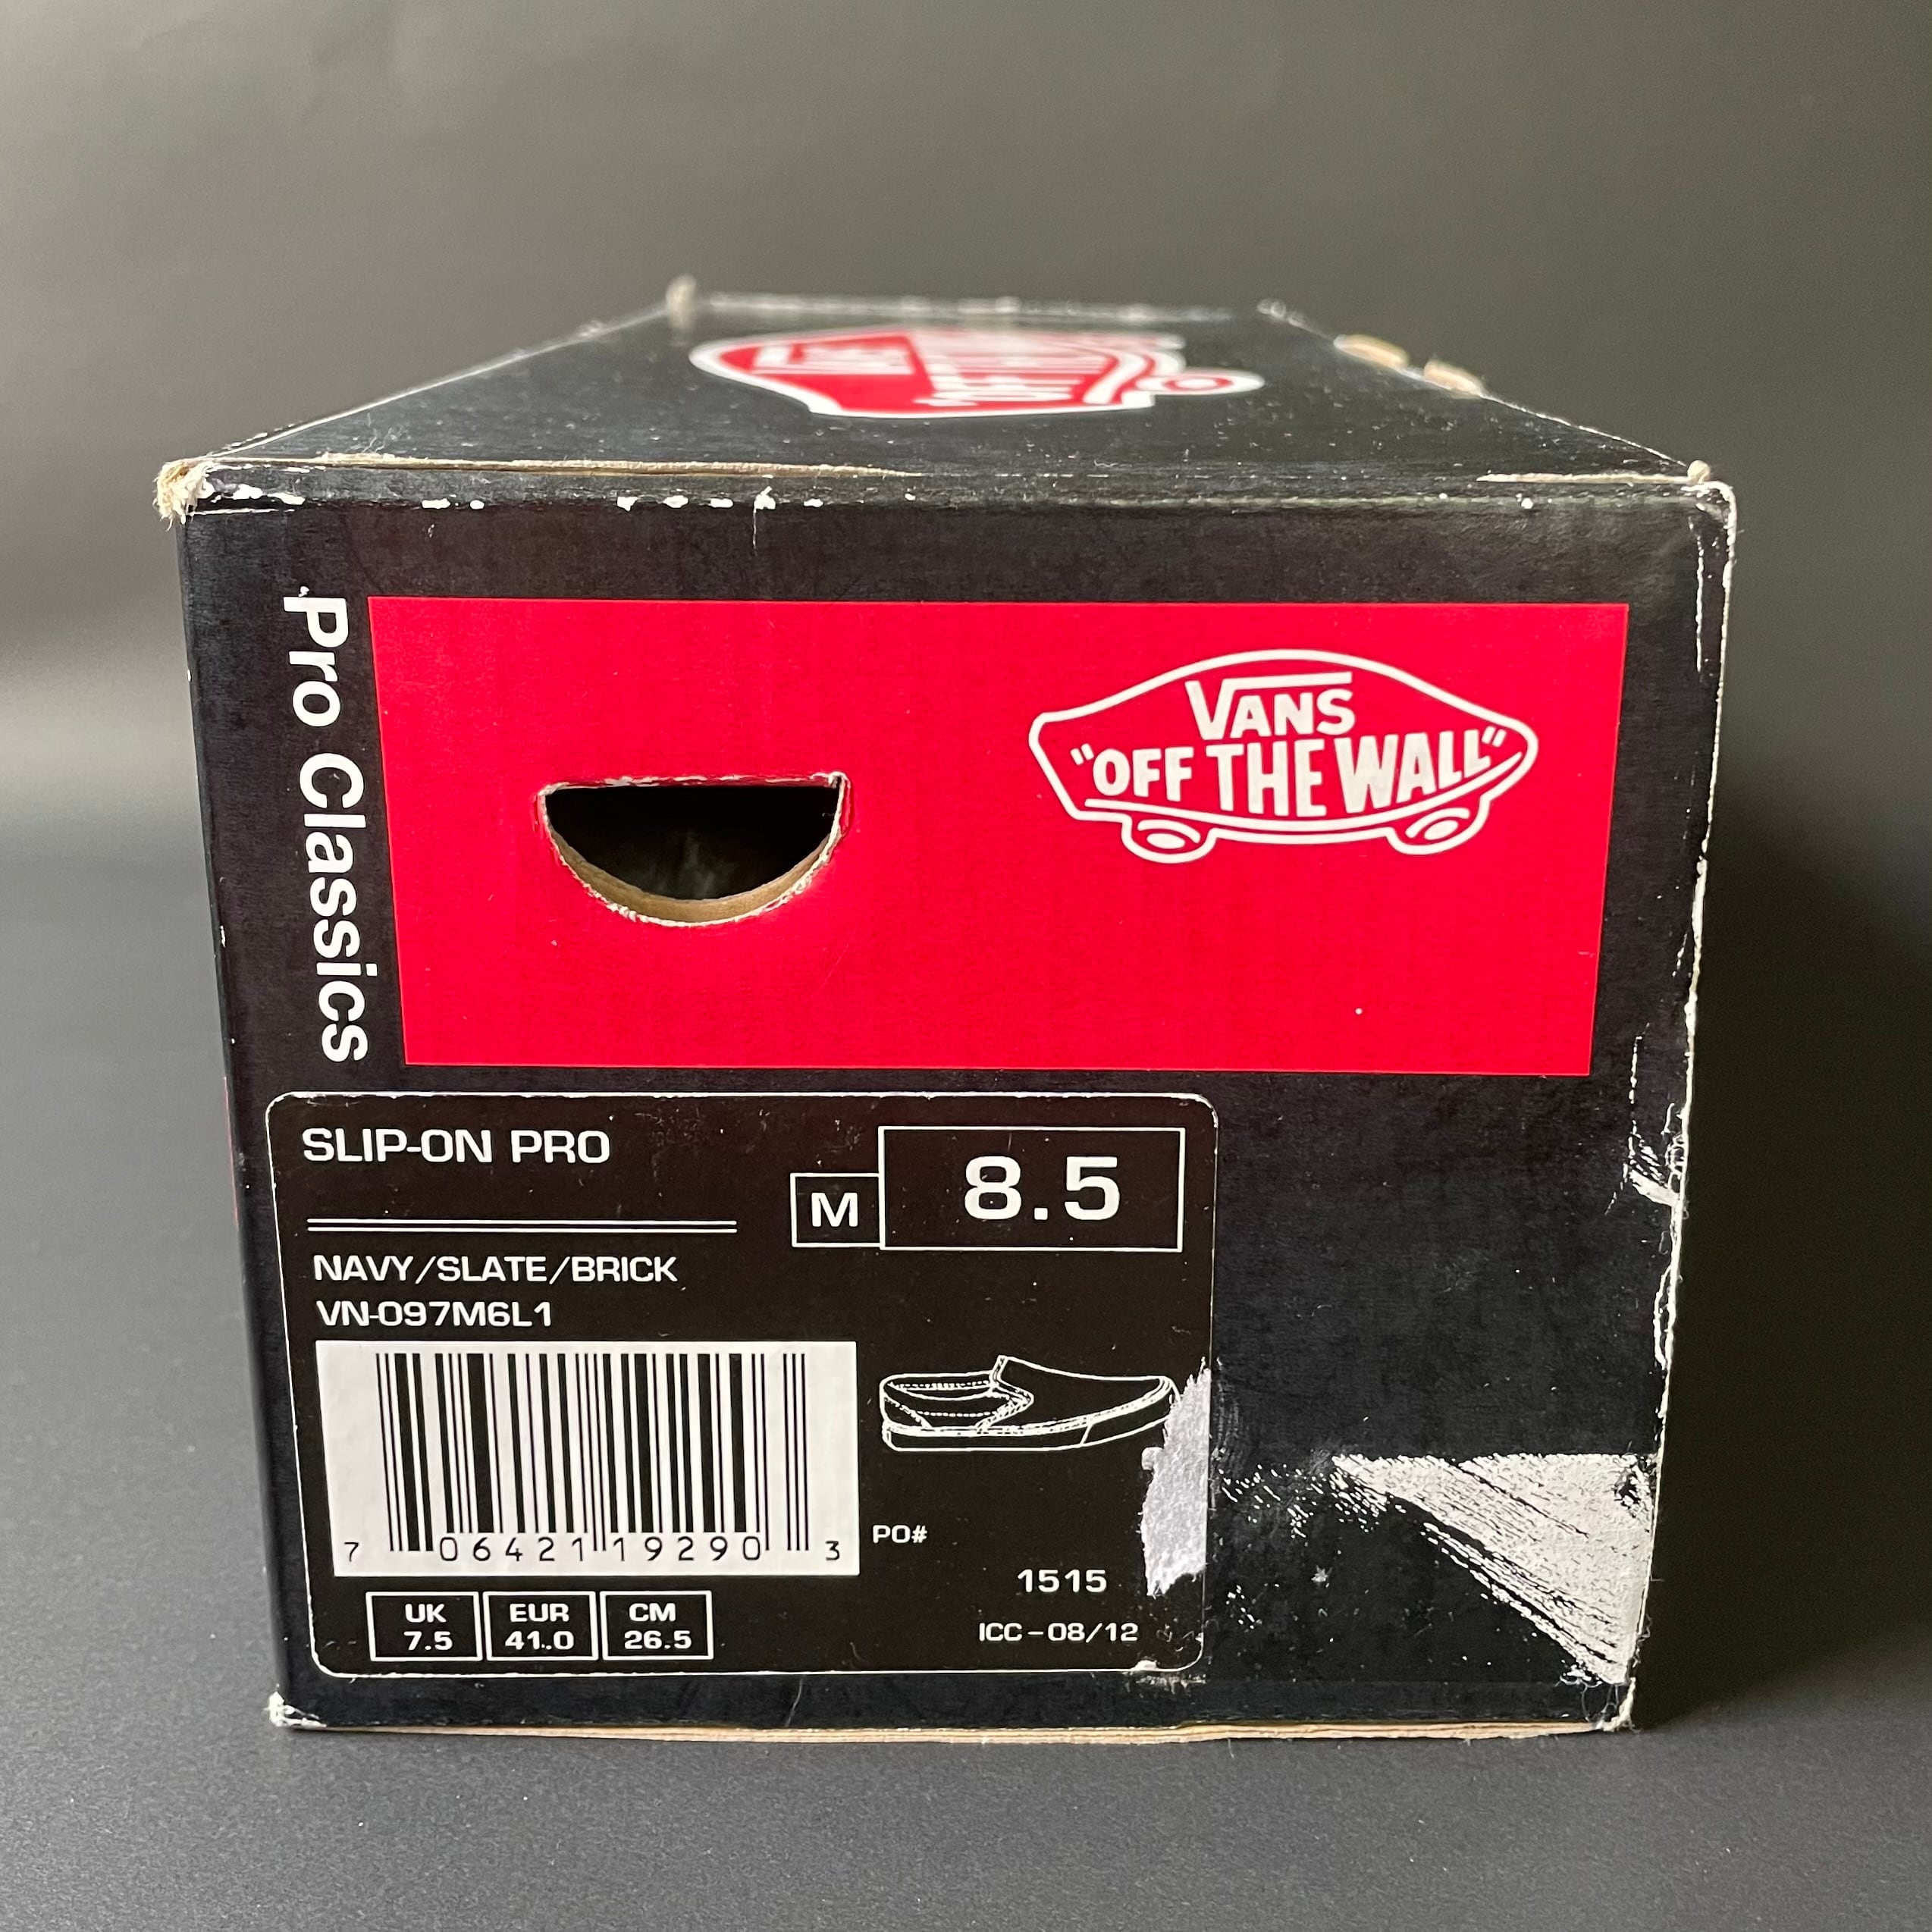 Pro Classics
VANS
"OFF THE WALL"
SLIP-ON PRO
M 8.5
NAVY/SLATE/BRICK
VN-097M6L1
7 06421 19290 3
PO#
1515
UK EUR CM
7.5 41.0 26.5
ICC-08/12